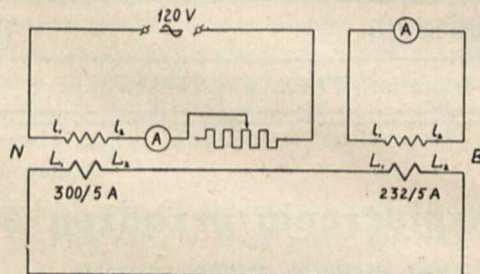 120 V
A
l₁ l₂ A
l₁ l₂
N
L₁ L₂
L₁ L₂
300/5 A
232/5 A